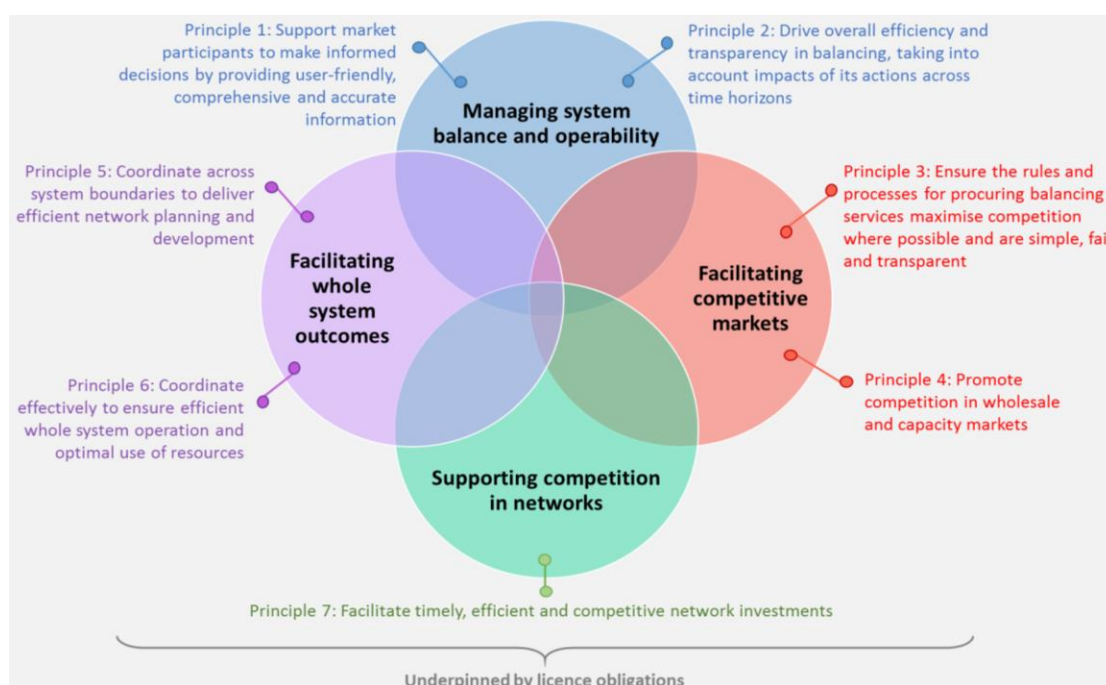 Principle 1: Support market
participants to make informed
decisions by providing user-friendly,
comprehensive and accurate
information
Principle 2: Drive overall efficiency and
transparency in balancing, taking into
account impacts of its actions across
time horizons
Managing system
balance and operability
Principle 5: Coordinate across
system boundaries to deliver
efficient network planning and
development
Principle 3: Ensure the rules and
processes for procuring balancing
services maximise competition
where possible and are simple, fai
and transparent
Facilitating
whole
system
outcomes
Facilitating
competitive
markets
Principle 6: Coordinate
effectively to ensure efficient
whole system operation and
optimal use of resources
Principle 4: Promote
competition in wholesale
and capacity markets
Supporting competition
in networks
Principle 7: Facilitate timely, efficient and competitive network investments
Underpinned by licence obligations